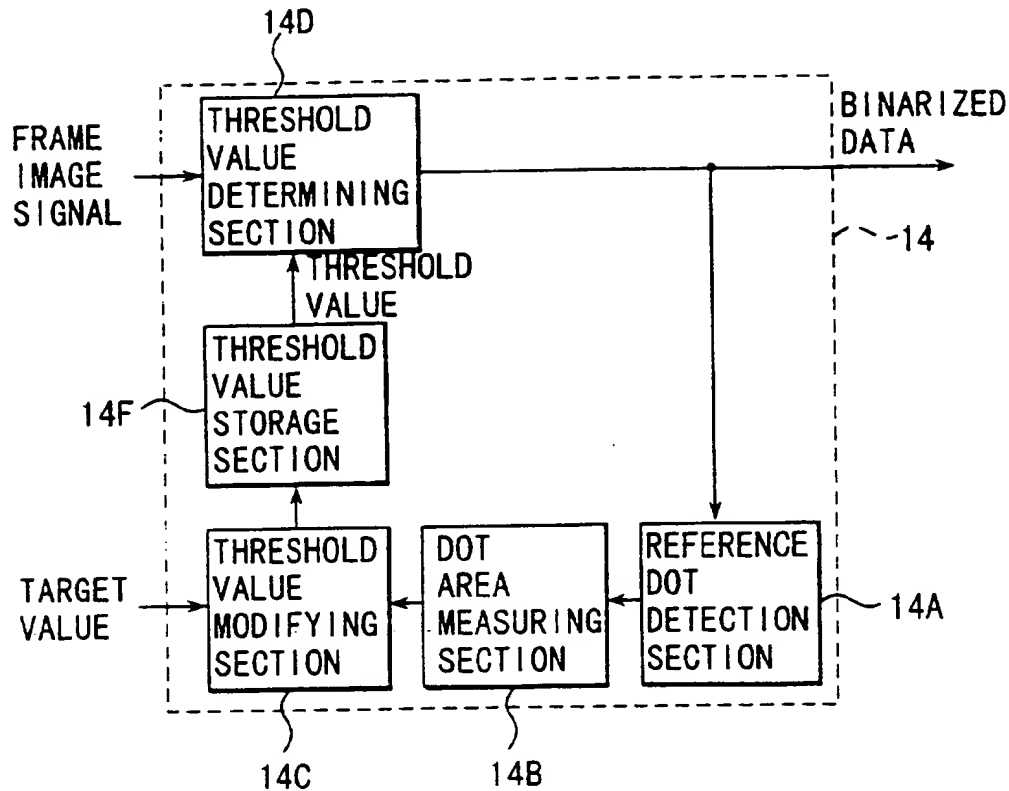 14D
FRAME
IMAGE
SIGNAL
THRESHOLD
VALUE
DETERMINING
SECTION
BINARIZED
DATA
14
THRESHOLD
VALUE
THRESHOLD
VALUE
STORAGE
SECTION
14F
TARGET
VALUE
THRESHOLD
VALUE
MODIFYING
SECTION
DOT
AREA
MEASURING
SECTION
REFERENCE
DOT
DETECTION
SECTION
14A
14C
14B